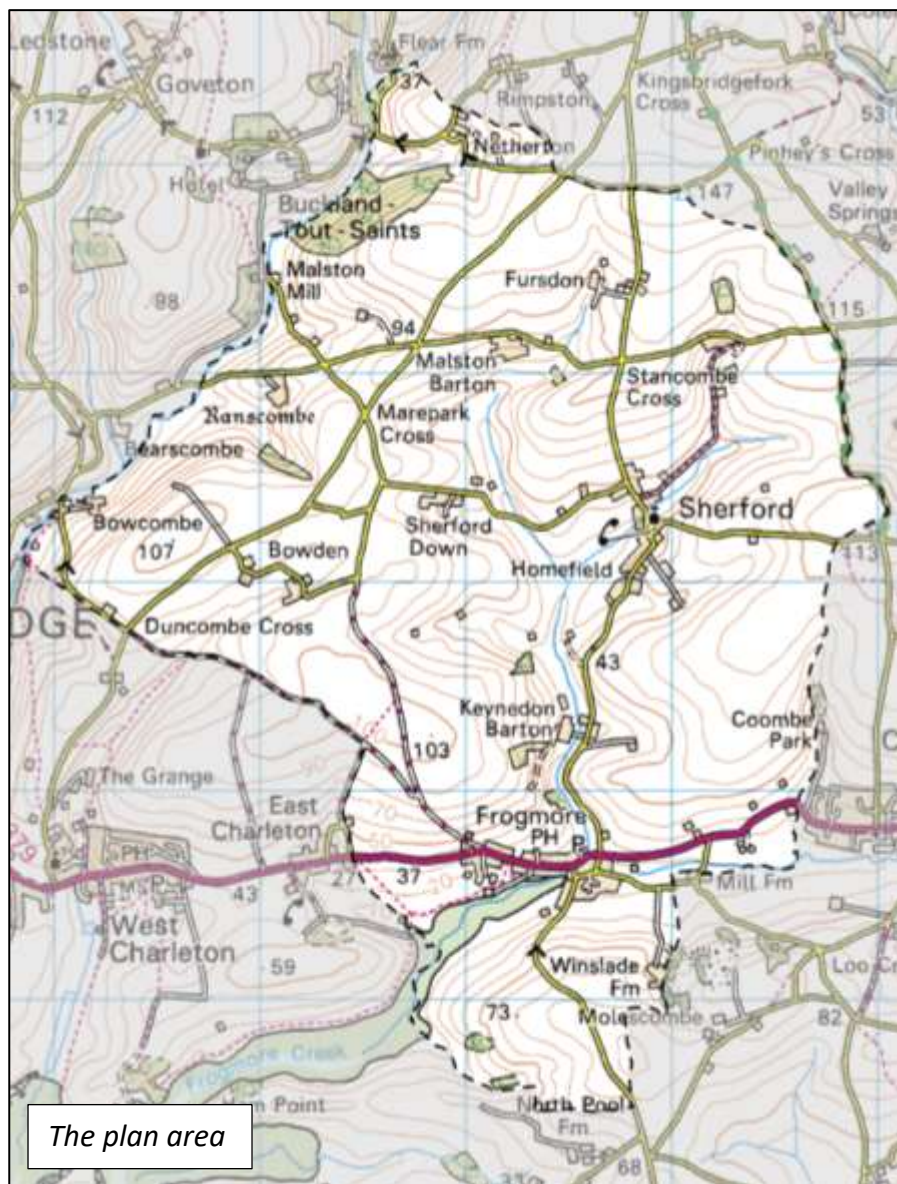 Ledstone
Flear Fm
Goveton
37
Rimpston
Kingsbridgefork
Cross
53
112
Netherton
Pinhey's Cross
Hotel
147
Valley
Springs
Buckland -
Tout - Saints
Malston
Mill
Fursdon
98
94
115
Malston
Barton
Stancombe
Cross
Ranscombe
Marepark
Cross
Bearscombe
Sherford
Bowcombe
Sherford
Down
107
Bowden
113
Homefield
DGE
Duncombe Cross
43
Keynedon
Barton
Coombe
Park
103
The Grange
East
Charleton
Frogmore
PH
P
PH
MS
P
43
27
37
Mill Fm
West
Charleton
59
Winslade
Fm
73
Molescombe
82
Frogmore Creek
North Pool
Fm
68
The plan area